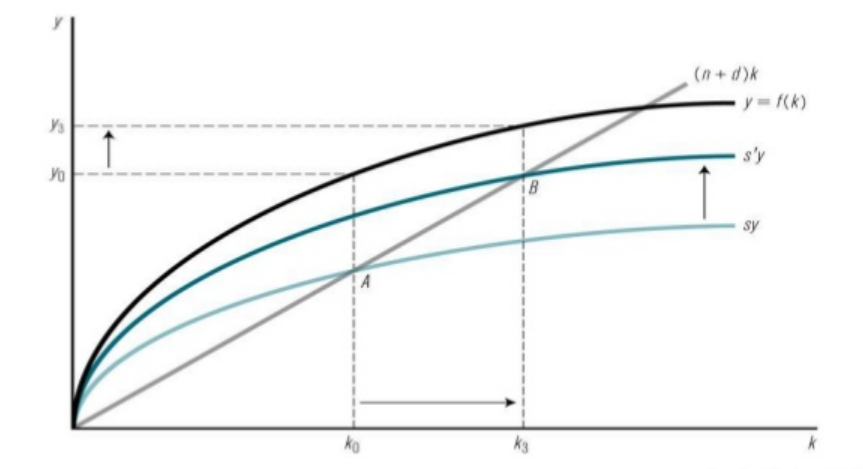 y
(n + d)k
y = f(k)
y₃
s'y
y₀
B
sy
A
k₀
k₃
k